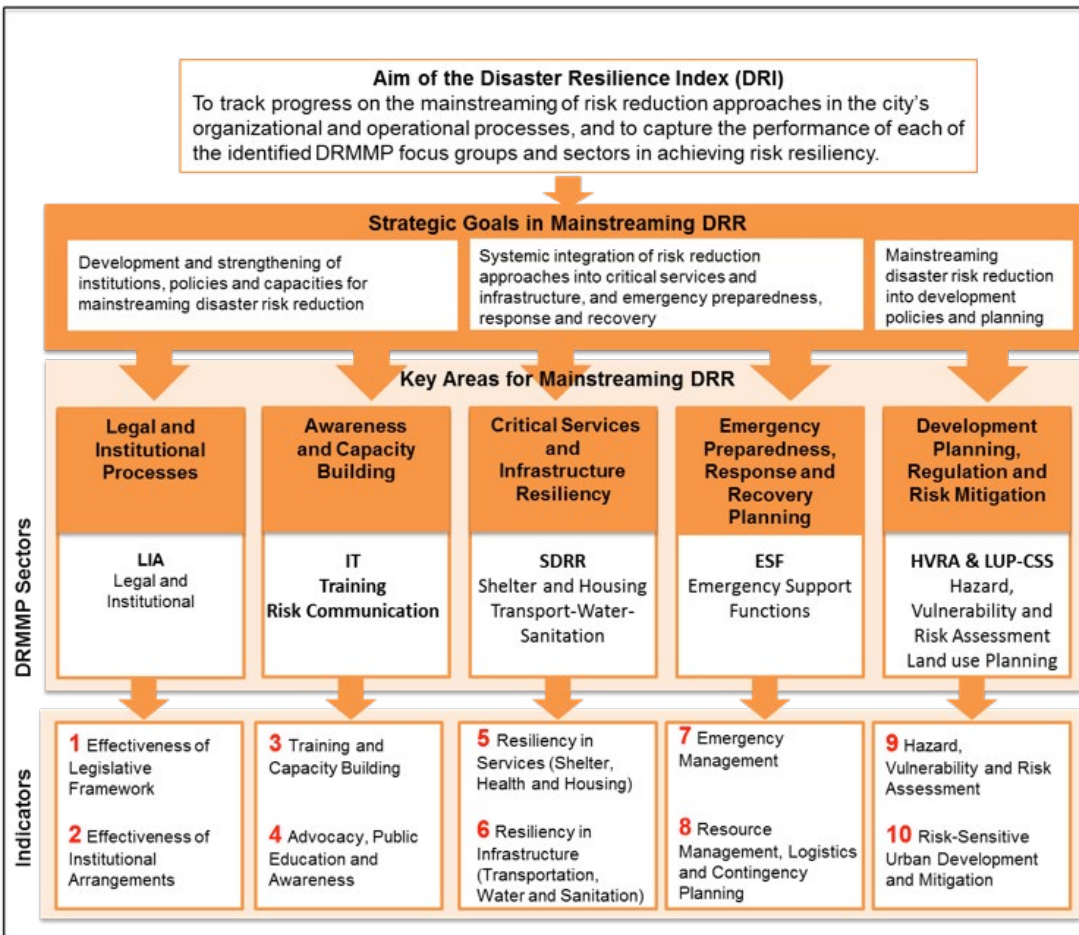 Aim of the Disaster Resilience Index (DRI)
To track progress on the mainstreaming of risk reduction approaches in the city's
organizational and operational processes, and to capture the performance of each of
the identified DRMMP focus groups and sectors in achieving risk resiliency.
Strategic Goals in Mainstreaming DRR
Development and strengthening of
institutions, policies and capacities for
mainstreaming disaster risk reduction
Systemic integration of risk reduction
approaches into critical services and
infrastructure, and emergency preparedness,
response and recovery
Mainstreaming
disaster risk reduction
into development
policies and planning
Key Areas for Mainstreaming DRR
Legal and
Institutional
Processes
Awareness
and Capacity
Building
Critical Services
and
Infrastructure
Resiliency
Emergency
Preparedness,
Response and
Recovery
Planning
Development
Planning,
Regulation and
Risk Mitigation
DRMMP Sectors
LIA
Legal and
Institutional
IT
Training
Risk Communication
SDRR
Shelter and Housing
Transport-Water-
Sanitation
ESF
Emergency Support
Functions
HVRA & LUP-CSS
Hazard,
Vulnerability and
Risk Assessment
Land use Planning
Indicators
1 Effectiveness of
Legislative
Framework
2 Effectiveness of
Institutional
Arrangements
3 Training and
Capacity Building
4 Advocacy, Public
Education and
Awareness
5 Resiliency in
Services (Shelter,
Health and Housing)
6 Resiliency in
Infrastructure
(Transportation,
Water and Sanitation)
7 Emergency
Management
8 Resource
Management, Logistics
and Contingency
Planning
9 Hazard,
Vulnerability and Risk
Assessment
10 Risk-Sensitive
Urban Development
and Mitigation